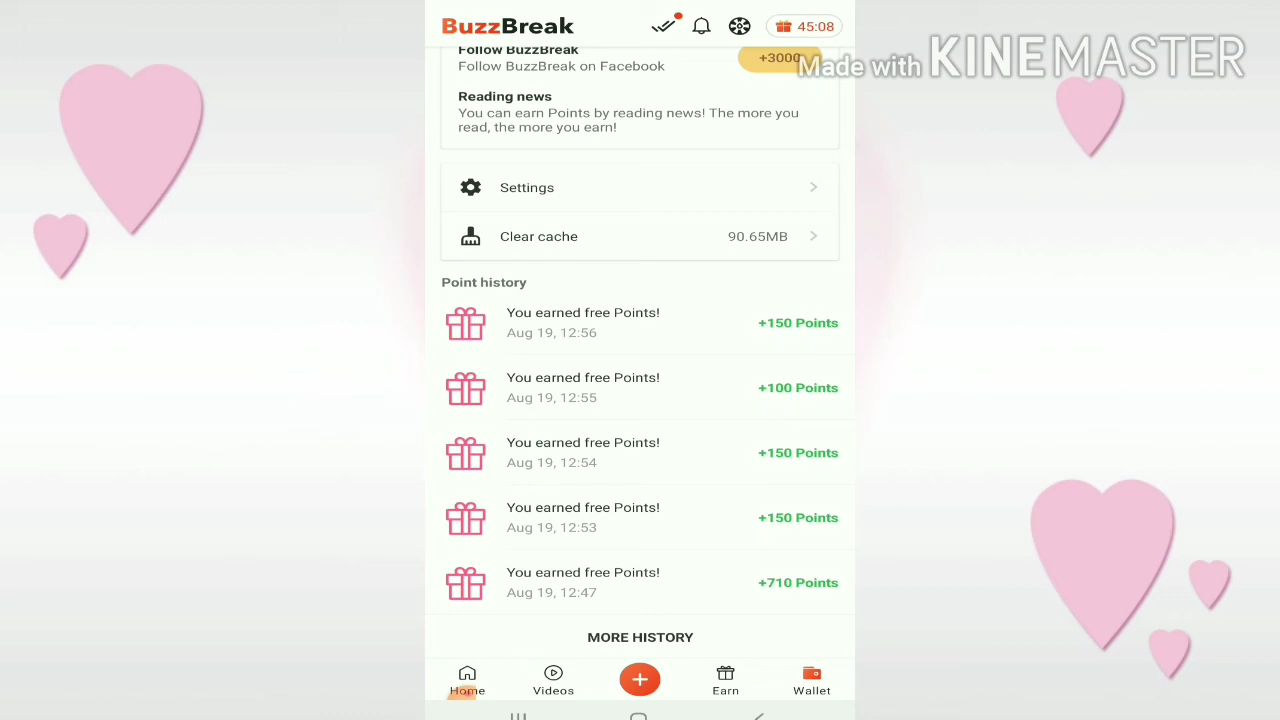 BuzzBreak
45:08
Made with KINEMASTER
Follow BuzzBreak
Follow BuzzBreak on Facebook
+3000
Reading news
You can earn Points by reading news! The more you
read, the more you earn!
Settings
Clear cache 90.65MB
Point history
You earned free Points!
Aug 19, 12:56
+150 Points
You earned free Points!
Aug 19, 12:55
+100 Points
You earned free Points!
Aug 19, 12:54
+150 Points
You earned free Points!
Aug 19, 12:53
+150 Points
You earned free Points!
Aug 19, 12:47
+710 Points
MORE HISTORY
Home Videos Earn Wallet